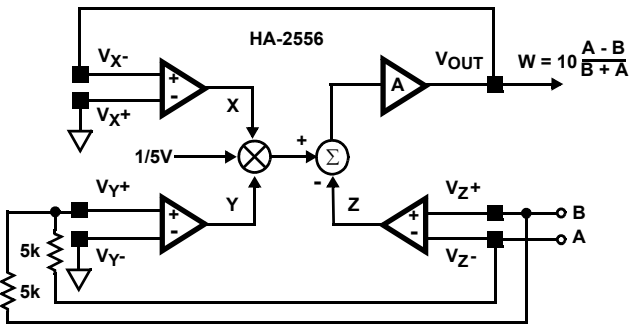 HA-2556
VX-
VX+
+
-
X
1/5V
+
Σ
-
A
VOUT
W = 10 A - B
B + A
VY+
VY-
+
-
Y
Z
+
-
VZ+
VZ-
B
A
5k
5k